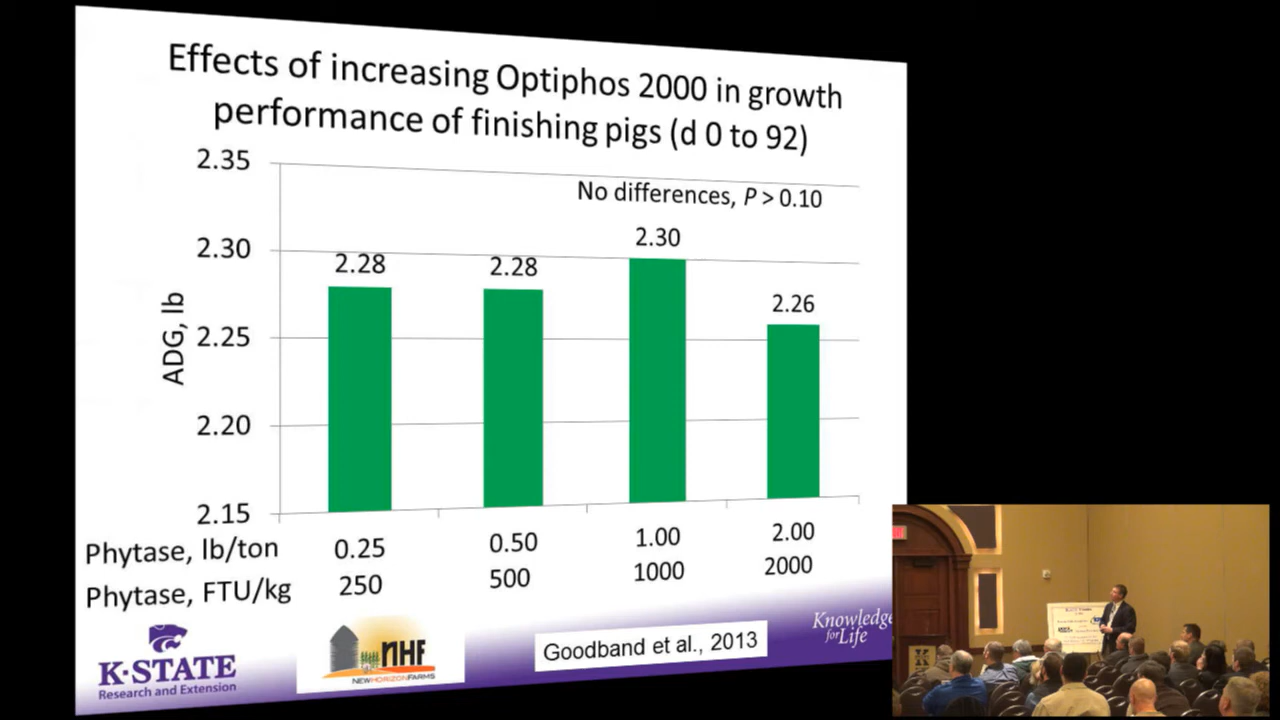 Effects of increasing Optiphos 2000 in growth
performance of finishing pigs (d 0 to 92)
2.35
No differences, P > 0.10
2.30
2.30
2.28
2.28
2.26
ADG, lb
2.25
2.20
2.15
Phytase, lb/ton 0.25 0.50 1.00 2.00
Phytase, FTU/kg 250 500 1000 2000
K-STATE
Research and Extension
NHF
NEWHORIZONFARMS
Goodband et al., 2013
Knowledge
for Life